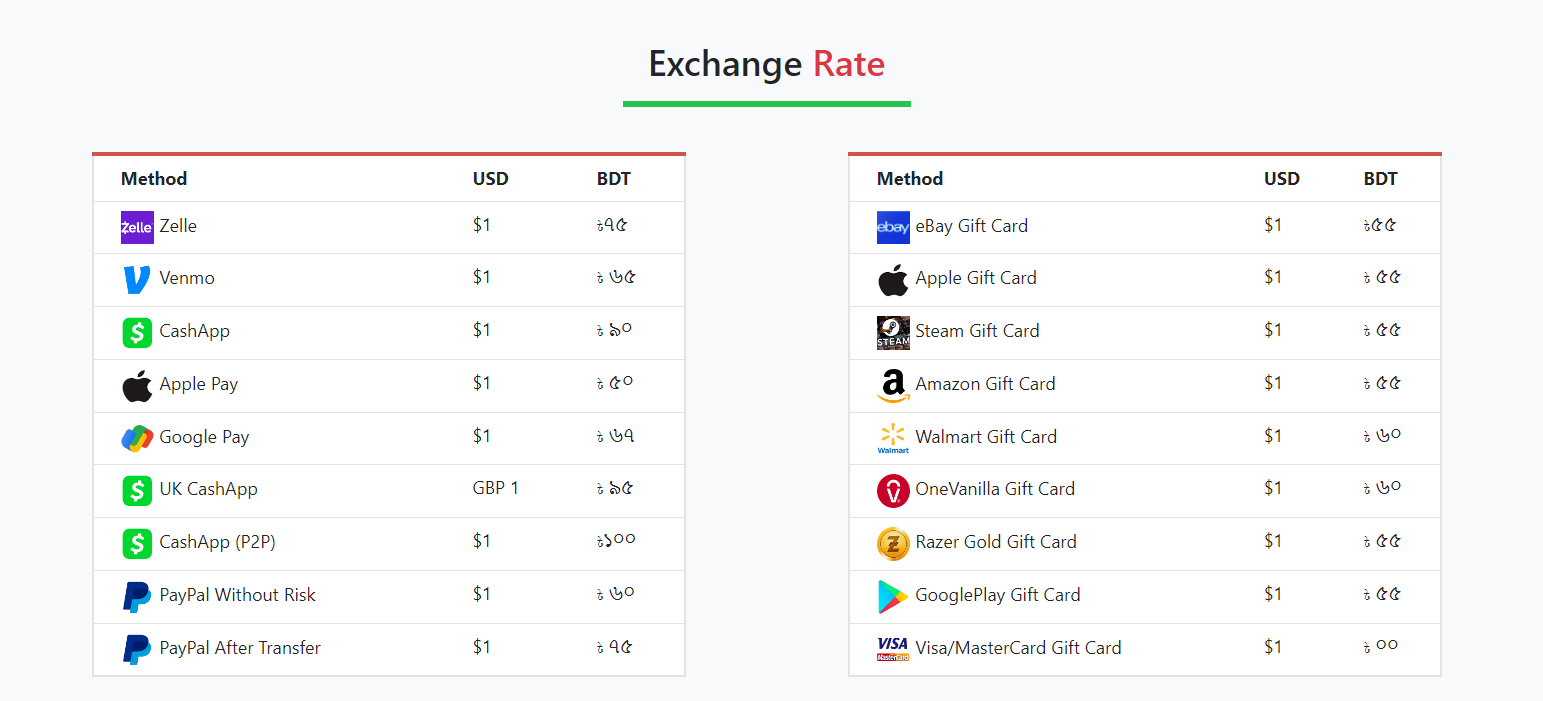 Exchange Rate
Method USD BDT
Zelle Zelle $1 ৳৭৫
Venmo $1 ৳ ৬৫
CashApp $1 ৳ ৯০
Apple Pay $1 ৳ ৫০
Google Pay $1 ৳ ৬৭
UK CashApp GBP 1 ৳ ৯৫
CashApp (P2P) $1 ৳১০০
PayPal Without Risk $1 ৳ ৬০
PayPal After Transfer $1 ৳ ৭৫
Method USD BDT
ebay eBay Gift Card $1 ৳৫৫
Apple Gift Card $1 ৳ ৫৫
STEAM Steam Gift Card $1 ৳ ৫৫
a Amazon Gift Card $1 ৳ ৫৫
Walmart Walmart Gift Card $1 ৳ ৬০
OneVanilla Gift Card $1 ৳ ৬০
Razer Gold Gift Card $1 ৳ ৫৫
GooglePlay Gift Card $1 ৳ ৫৫
VISA MasterCard Visa/MasterCard Gift Card $1 ৳ ০০